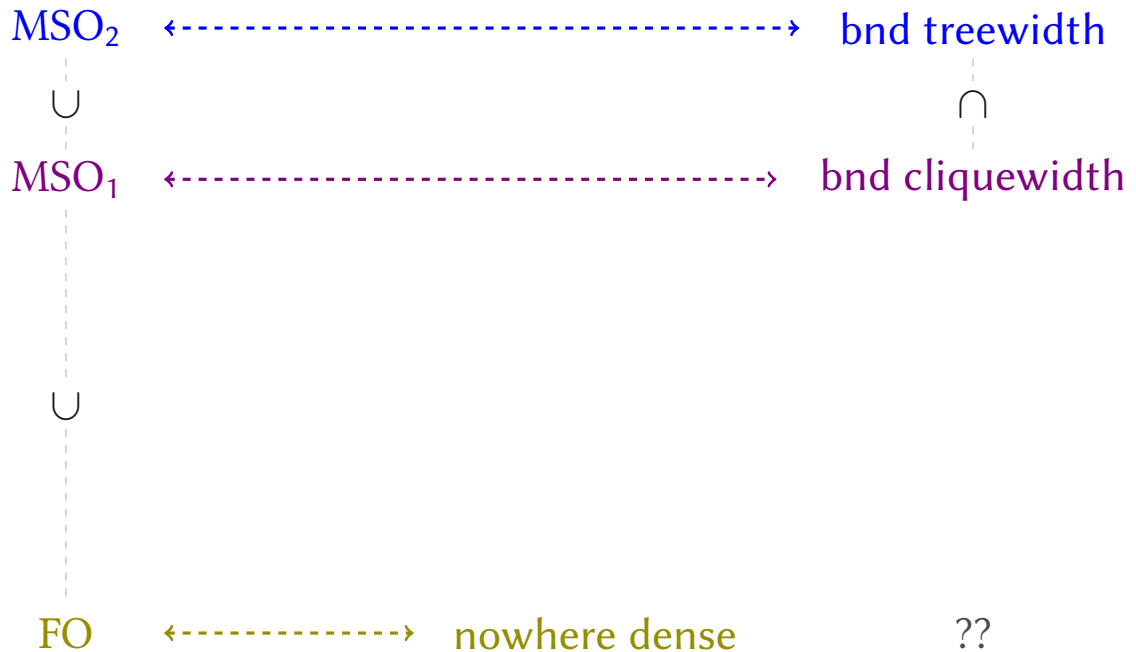 MSO₂ bnd treewidth
∪ ∩
MSO₁ bnd cliquewidth
∪
FO nowhere dense ??